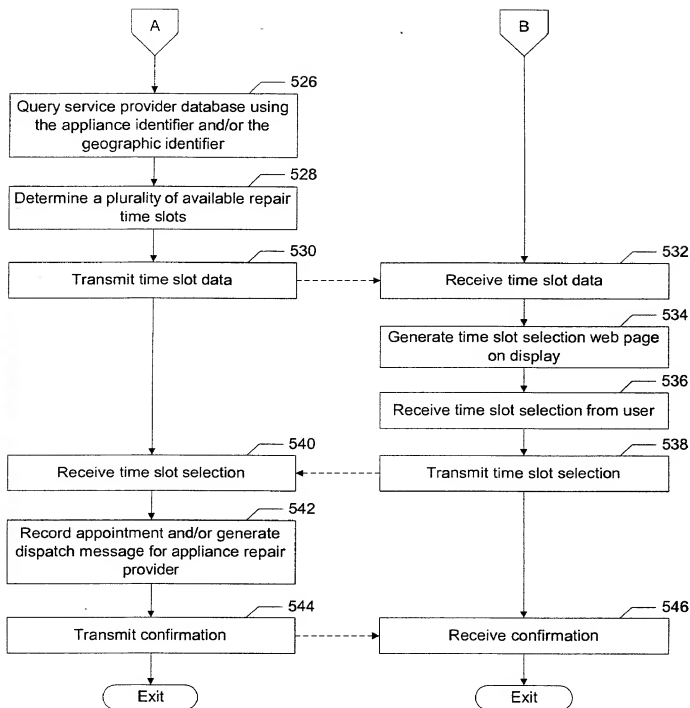 A
B
526
Query service provider database using
the appliance identifier and/or the
geographic identifier
528
Determine a plurality of available repair
time slots
530
Transmit time slot data
532
Receive time slot data
534
Generate time slot selection web page
on display
536
Receive time slot selection from user
540
Receive time slot selection
538
Transmit time slot selection
542
Record appointment and/or generate
dispatch message for appliance repair
provider
544
Transmit confirmation
546
Receive confirmation
Exit
Exit